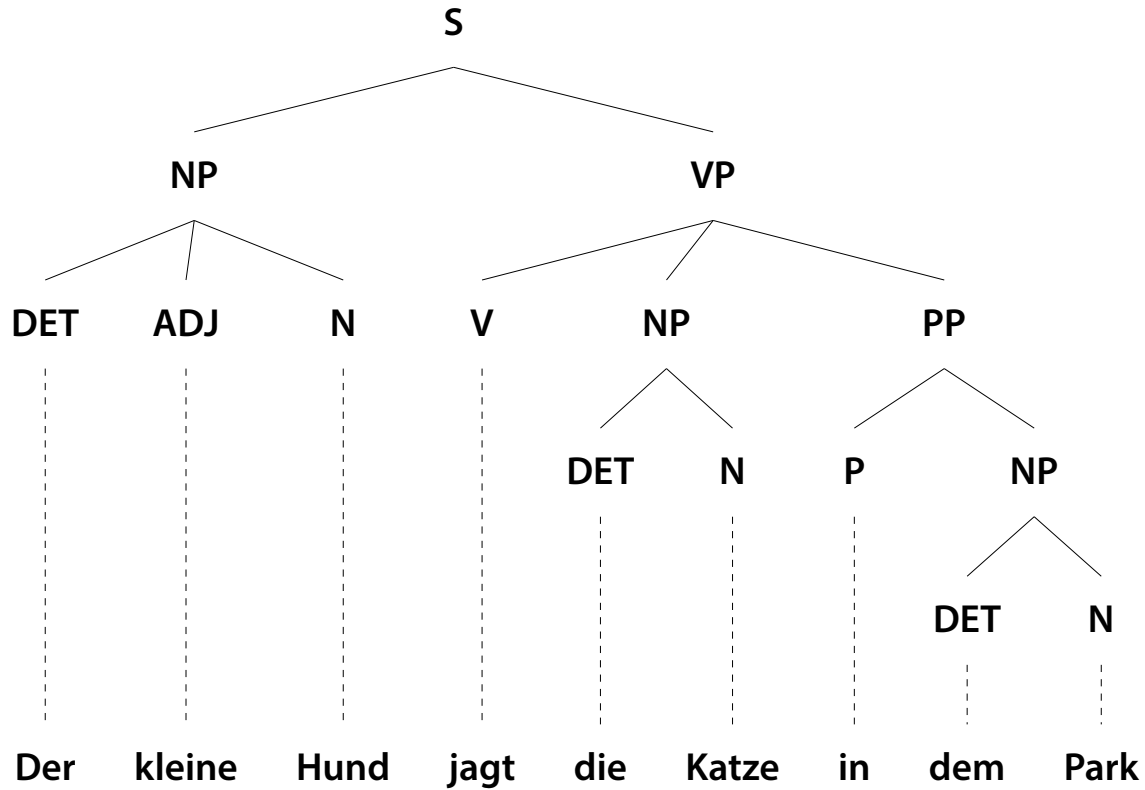 S
NP VP
DET ADJ N V NP PP
DET N P NP
DET N
Der kleine Hund jagt die Katze in dem Park